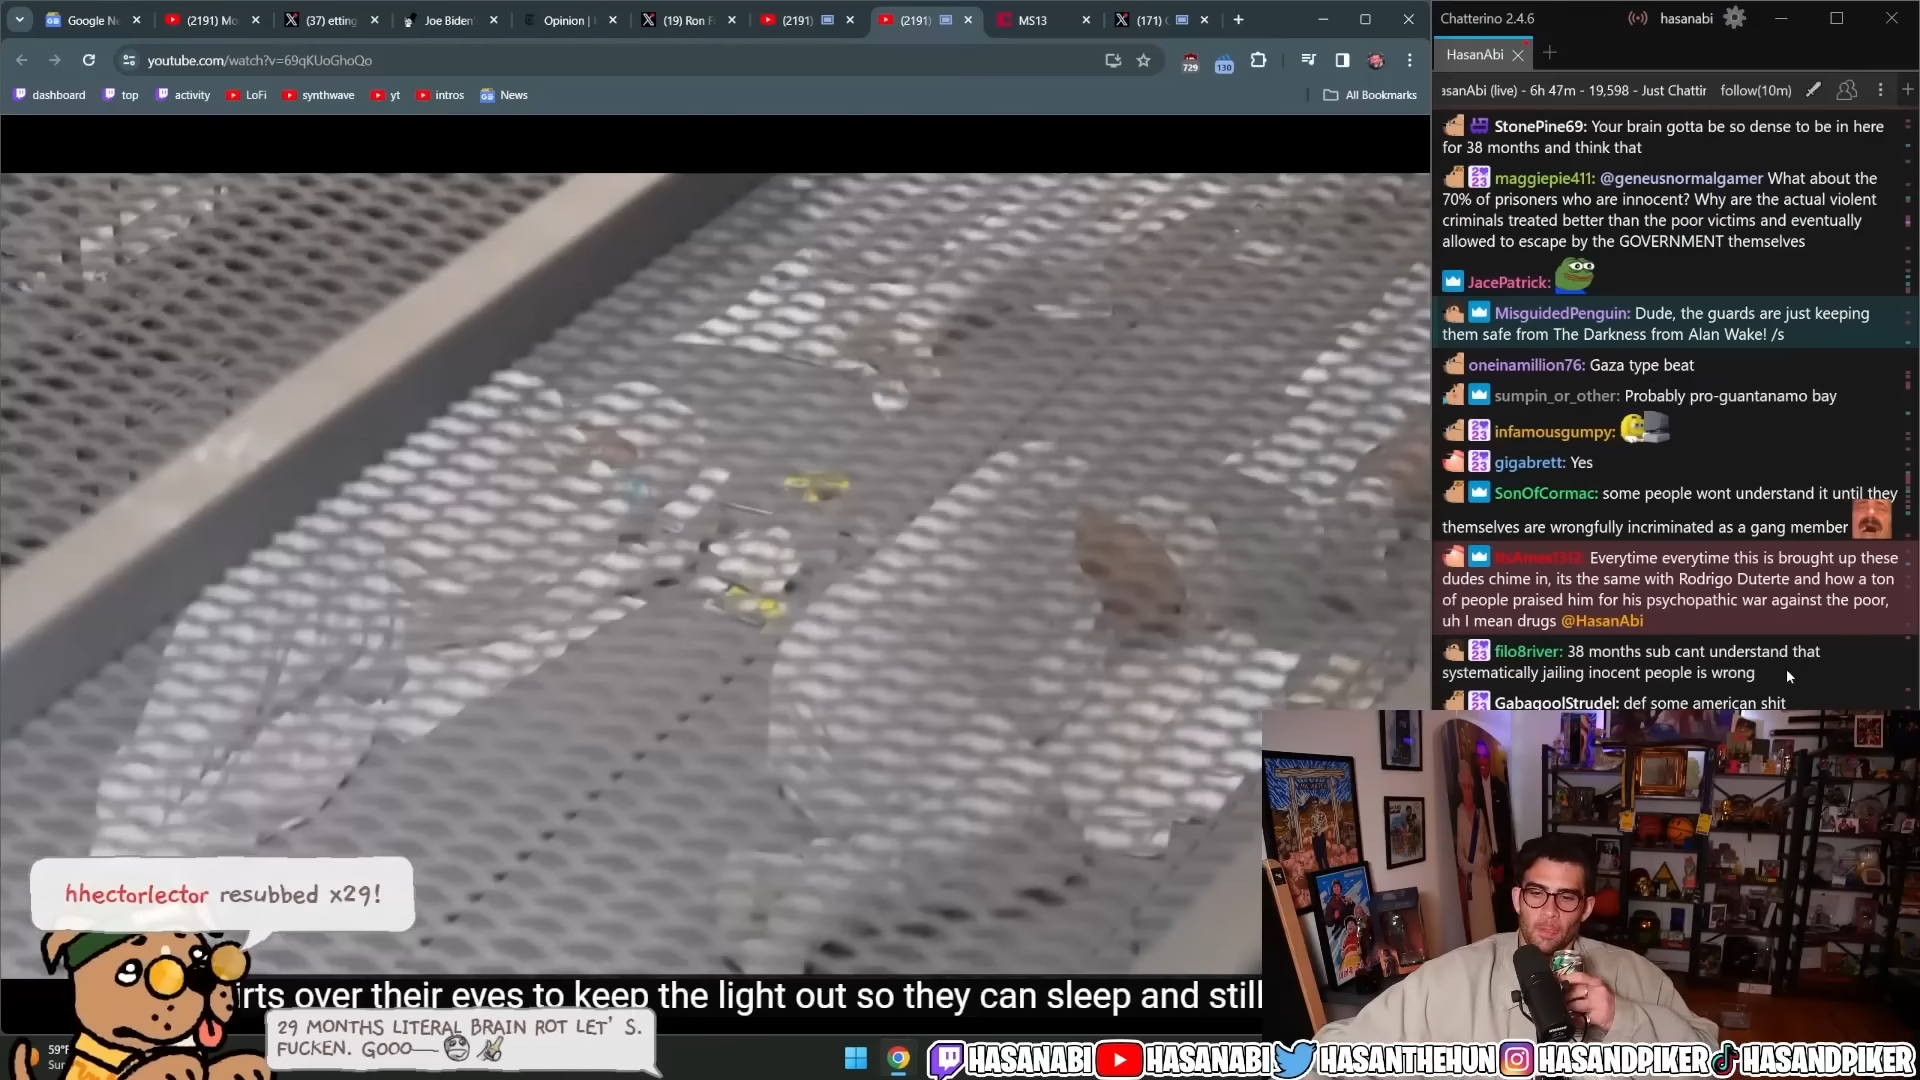 Google Ne
(2191) Mo
(37) etting
Joe Biden'
Opinion |
(19) Ron F
(2191)
(2191)
MS13
(171)
Chatterino 2.4.6
hasanabi
youtube.com/watch?v=69qKUoGhoQo
729
130
HasanAbi
dashboard
top
activity
LoFi
synthwave
yt
intros
News
All Bookmarks
asanAbi (live) - 6h 47m - 19,598 - Just Chattir
follow(10m)
StonePine69: Your brain gotta be so dense to be in here
for 38 months and think that
maggiepie411: @geneusnormalgamer What about the
70% of prisoners who are innocent? Why are the actual violent
criminals treated better than the poor victims and eventually
allowed to escape by the GOVERNMENT themselves
JacePatrick:
MisguidedPenguin: Dude, the guards are just keeping
them safe from The Darkness from Alan Wake! /s
oneinamillion76: Gaza type beat
sumpin_or_other: Probably pro-guantanamo bay
infamousgumpy:
gigabrett: Yes
SonOfCormac: some people wont understand it until they
themselves are wrongfully incriminated as a gang member
ItsAmes1312: Everytime everytime this is brought up these
dudes chime in, its the same with Rodrigo Duterte and how a ton
of people praised him for his psychopathic war against the poor,
uh I mean drugs @HasanAbi
filo8river: 38 months sub cant understand that
systematically jailing inocent people is wrong
GabagoolStrudel: def some american shit
hhectorlector resubbed x29!
irts over their eyes to keep the light out so they can sleep and still
29 MONTHS LITERAL BRAIN ROT LET'S.
FUCKEN. GOOO—
59°F
Sun
HASANABI
HASANABI
HASANTHEHUN
HASANDPIKER
HASANDPIKER